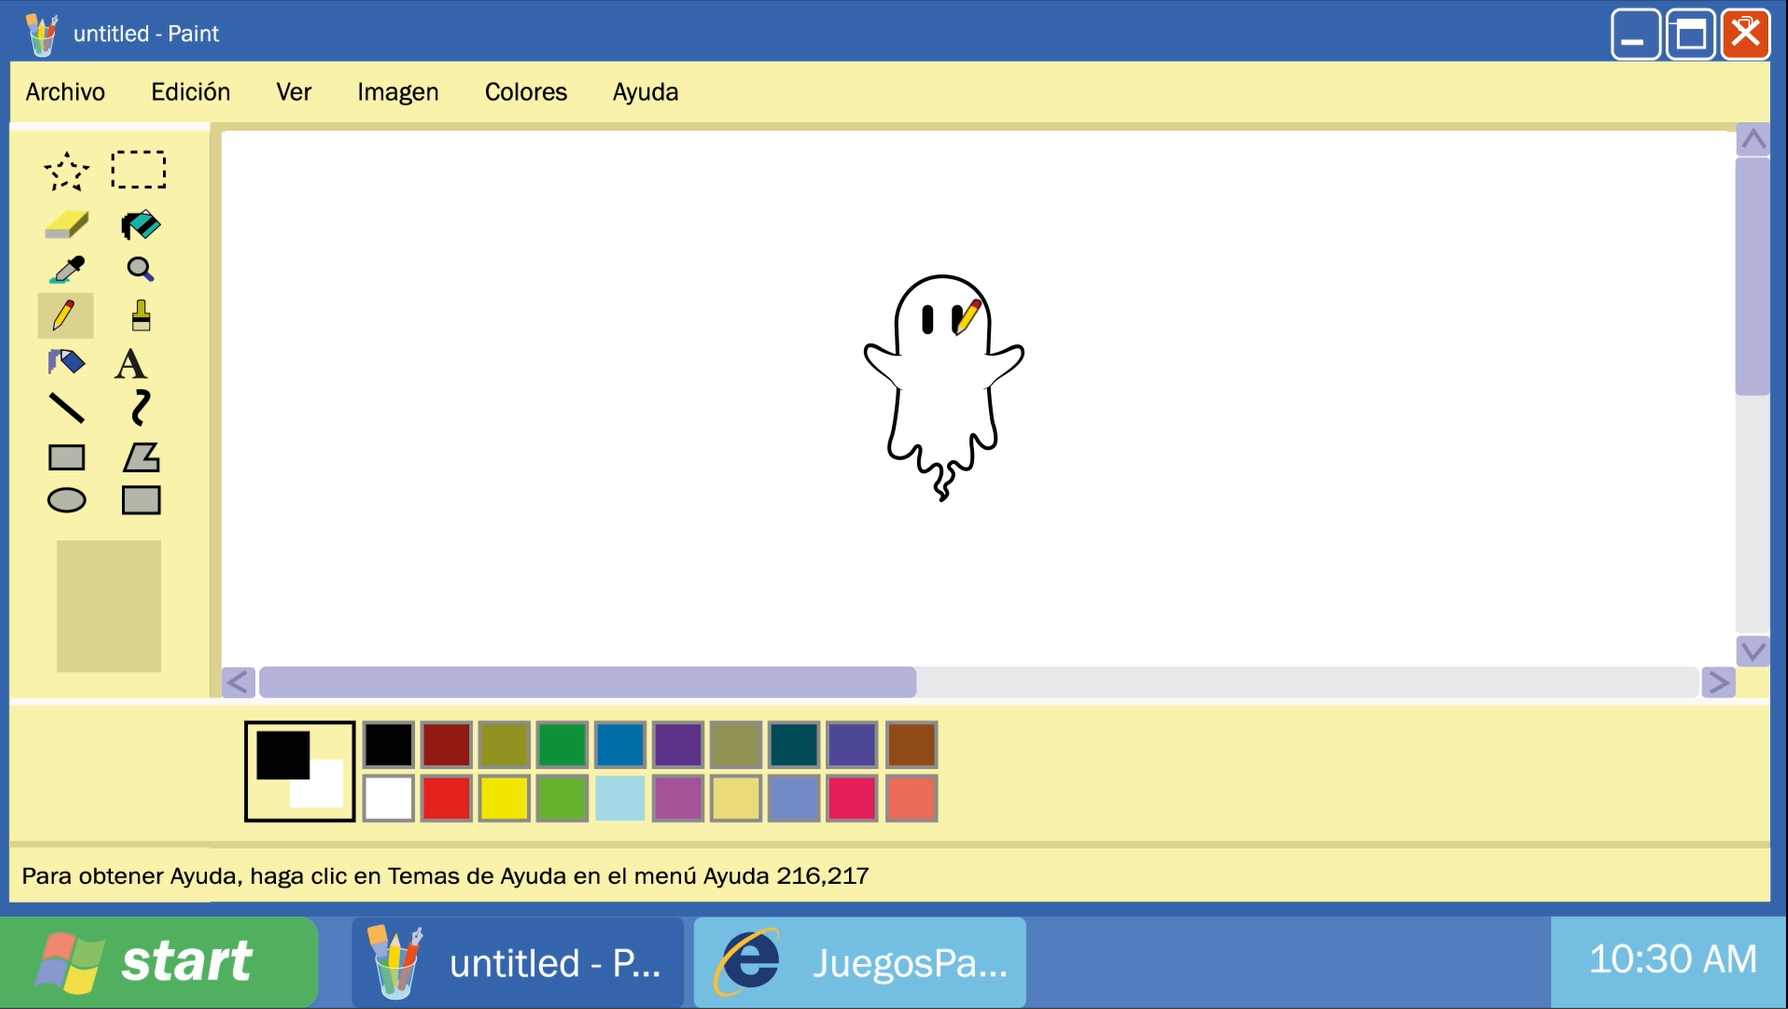 untitled - Paint
Archivo Edición Ver Imagen Colores Ayuda
A
Para obtener Ayuda, haga clic en Temas de Ayuda en el menú Ayuda 216,217
start untitled - P... JuegosPa... 10:30 AM